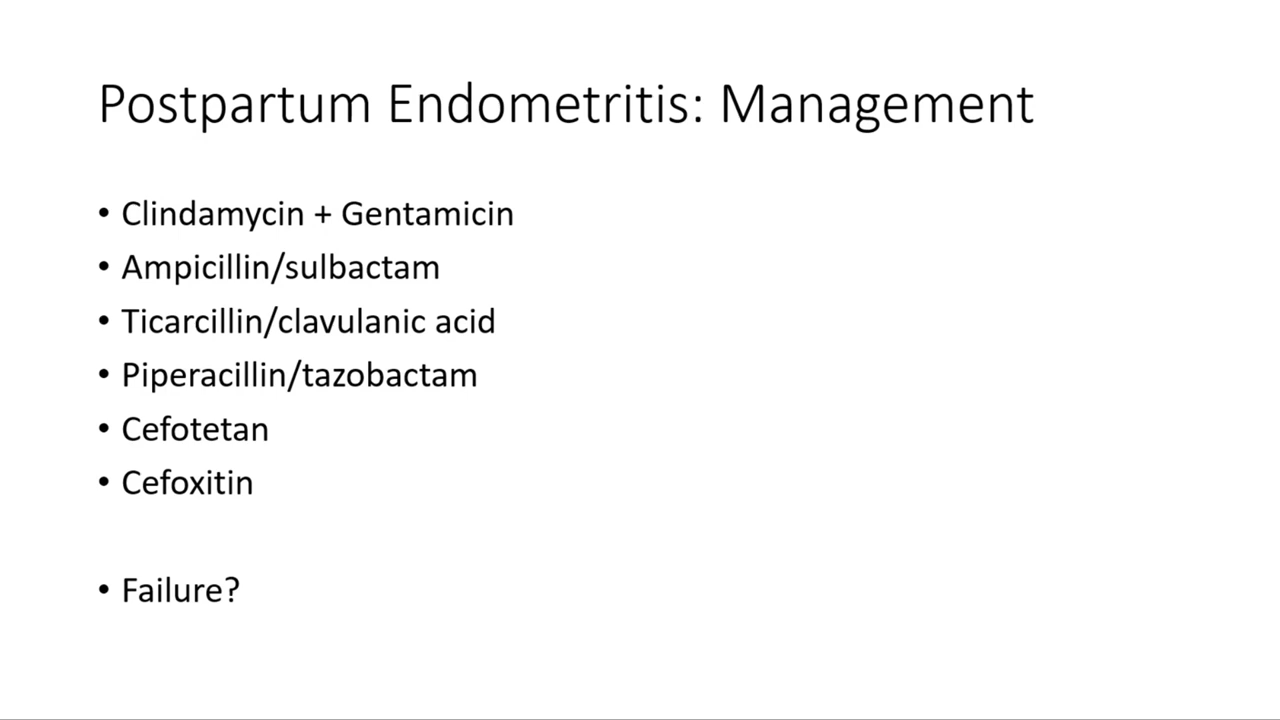 Postpartum Endometritis: Management
• Clindamycin + Gentamicin
• Ampicillin/sulbactam
• Ticarcillin/clavulanic acid
• Piperacillin/tazobactam
• Cefotetan
• Cefoxitin
• Failure?